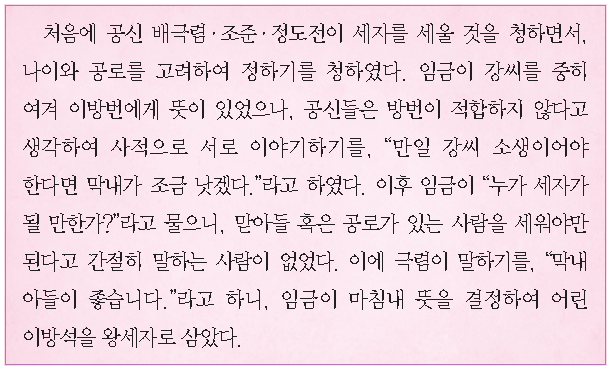 처음에 공신 배극렴·조준·정도전이 세자를 세울 것을 청하면서,
나이와 공로를 고려하여 정하기를 청하였다. 임금이 강씨를 중히
여겨 이방번에게 뜻이 있었으나, 공신들은 방번이 적합하지 않다고
생각하여 사적으로 서로 이야기하기를, “만일 강씨 소생이어야
한다면 막내가 조금 낫겠다.”라고 하였다. 이후 임금이 “누가 세자가
될 만한가?”라고 물으니, 맏아들 혹은 공로가 있는 사람을 세워야만
된다고 간절히 말하는 사람이 없었다. 이에 극렴이 말하기를, “막내
아들이 좋습니다.”라고 하니, 임금이 마침내 뜻을 결정하여 어린
이방석을 왕세자로 삼았다.